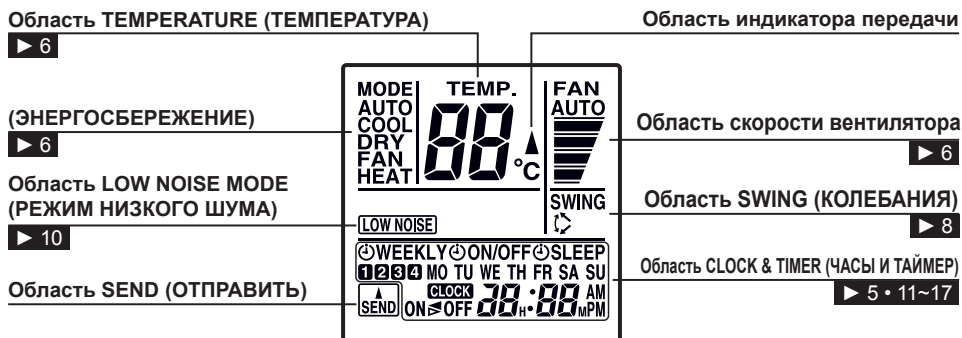 Область TEMPERATURE (ТЕМПЕРАТУРА)
► 6
(ЭНЕРГОСБЕРЕЖЕНИЕ)
► 6
Область LOW NOISE MODE
(РЕЖИМ НИЗКОГО ШУМА)
► 10
Область SEND (ОТПРАВИТЬ)
MODE
AUTO
COOL
DRY
FAN
HEAT
TEMP.
88
°C
FAN
AUTO
SWING
LOW NOISE
WEEKLY ON/OFF SLEEP
1 2 3 4 MO TU WE TH FR SA SU
SEND
CLOCK
ON OFF 28H•:88M AM
PM
Область индикатора передачи
Область скорости вентилятора
► 6
Область SWING (КОЛЕБАНИЯ)
► 8
Область CLOCK & TIMER (ЧАСЫ И ТАЙМЕР)
► 5 • 11~17